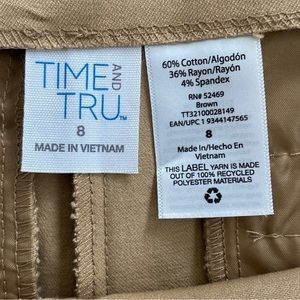 TIME AND
TRU™
8
MADE IN VIETNAM
60% Cotton/Algodón
36% Rayon/Rayón
4% Spandex
RN# 52469
Brown
TT32100028149
EAN/UPC 1 9344147565
8
Made In/Hecho En
Vietnam
THIS LABEL YARN IS MADE
OUT OF 100% RECYCLED
POLYESTER MATERIALS